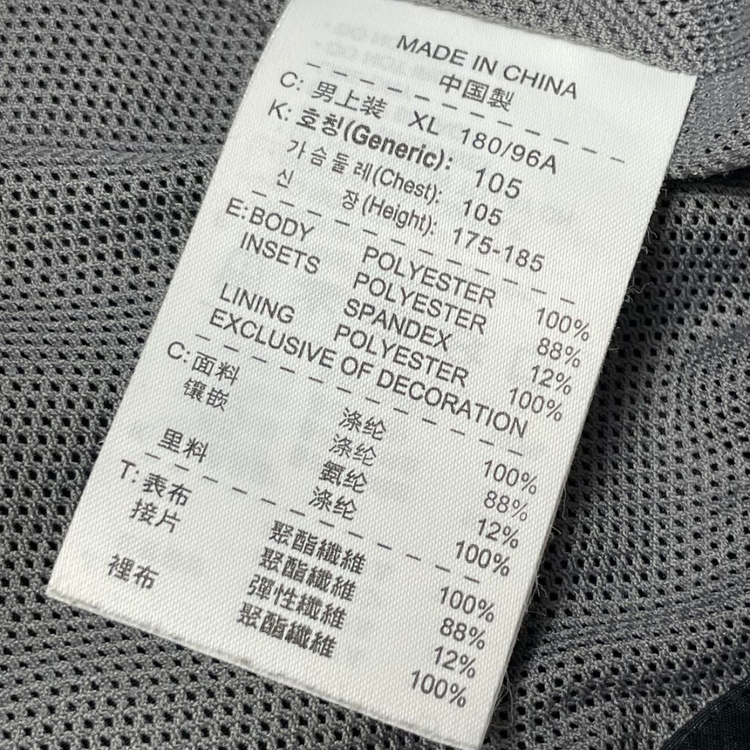 MADE IN CHINA
中国製
C: 男上装 XL 180/96A
K: 호칭(Generic): 105
가슴둘레(Chest): 105
신 장(Height): 175-185
E: BODY POLYESTER 100%
INSETS POLYESTER 88%
SPANDEX 12%
LINING POLYESTER 100%
EXCLUSIVE OF DECORATION
C: 面料 涤纶 100%
镶嵌 涤纶 88%
氨纶 12%
里料 涤纶 100%
T: 表布 聚酯纖維 100%
接片 聚酯纖維 88%
彈性纖維 12%
裡布 聚酯纖維 100%